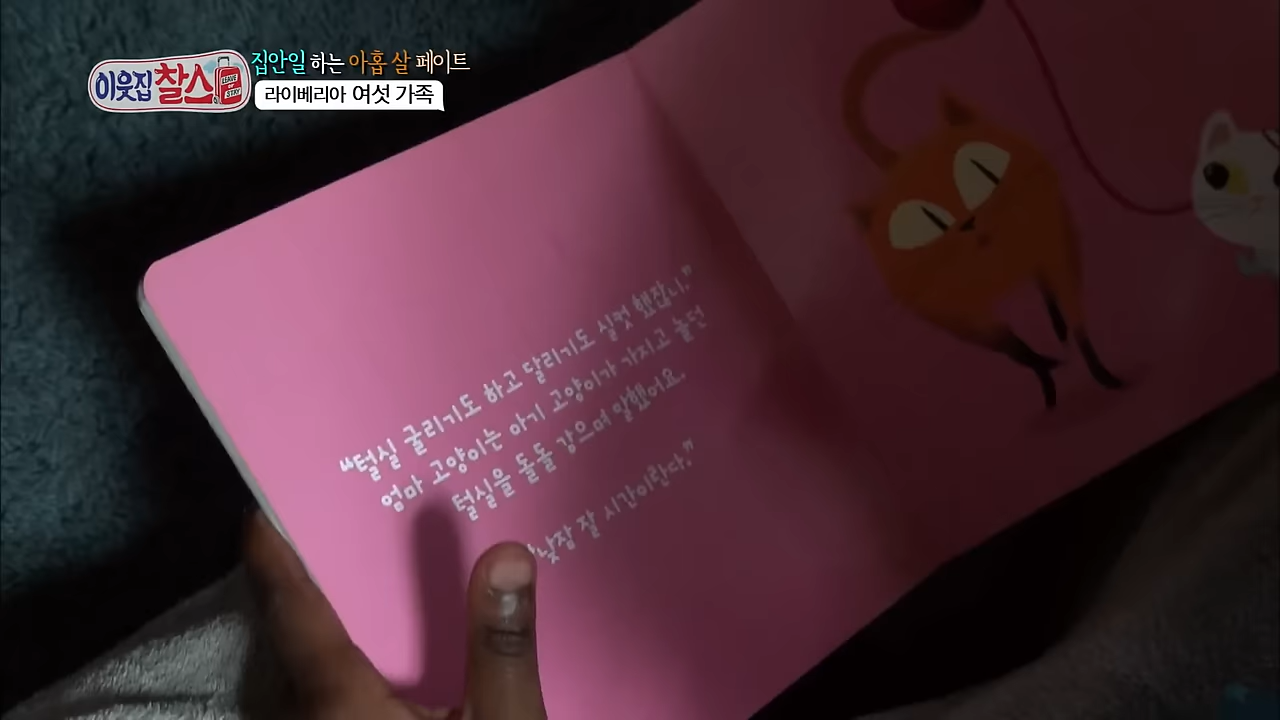 이웃집 찰스
LEAVE or STAY
집안일 하는 아홉 살 페이트
라이베리아 여섯 가족
“털실 굴리기도 하고 달리기도 실컷 했잖니.”
엄마 고양이는 아기 고양이가 가지고 놀던
털실을 돌돌 감으며 말했어요.
낮잠 잘 시간이란다.”